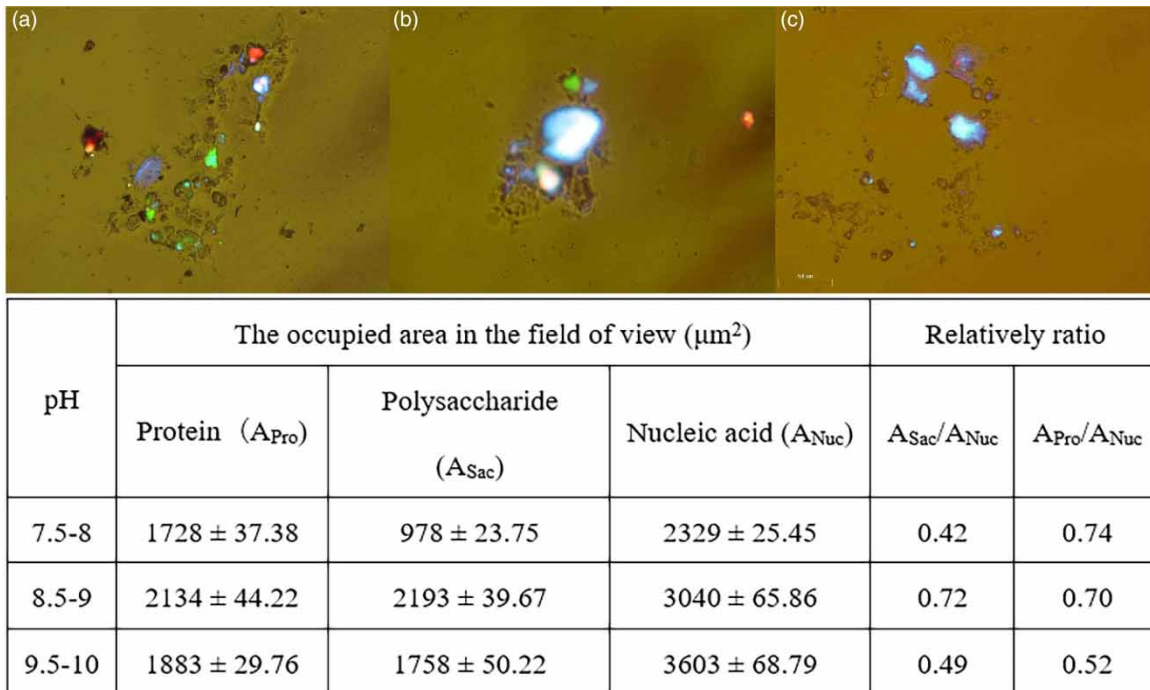 (a) (b) (c)
The occupied area in the field of view (μm²) Relatively ratio
pH Protein (A_Pro) Polysaccharide (A_Sac) Nucleic acid (A_Nuc) A_Sac/A_Nuc A_Pro/A_Nuc
7.5-8 1728 ± 37.38 978 ± 23.75 2329 ± 25.45 0.42 0.74
8.5-9 2134 ± 44.22 2193 ± 39.67 3040 ± 65.86 0.72 0.70
9.5-10 1883 ± 29.76 1758 ± 50.22 3603 ± 68.79 0.49 0.52